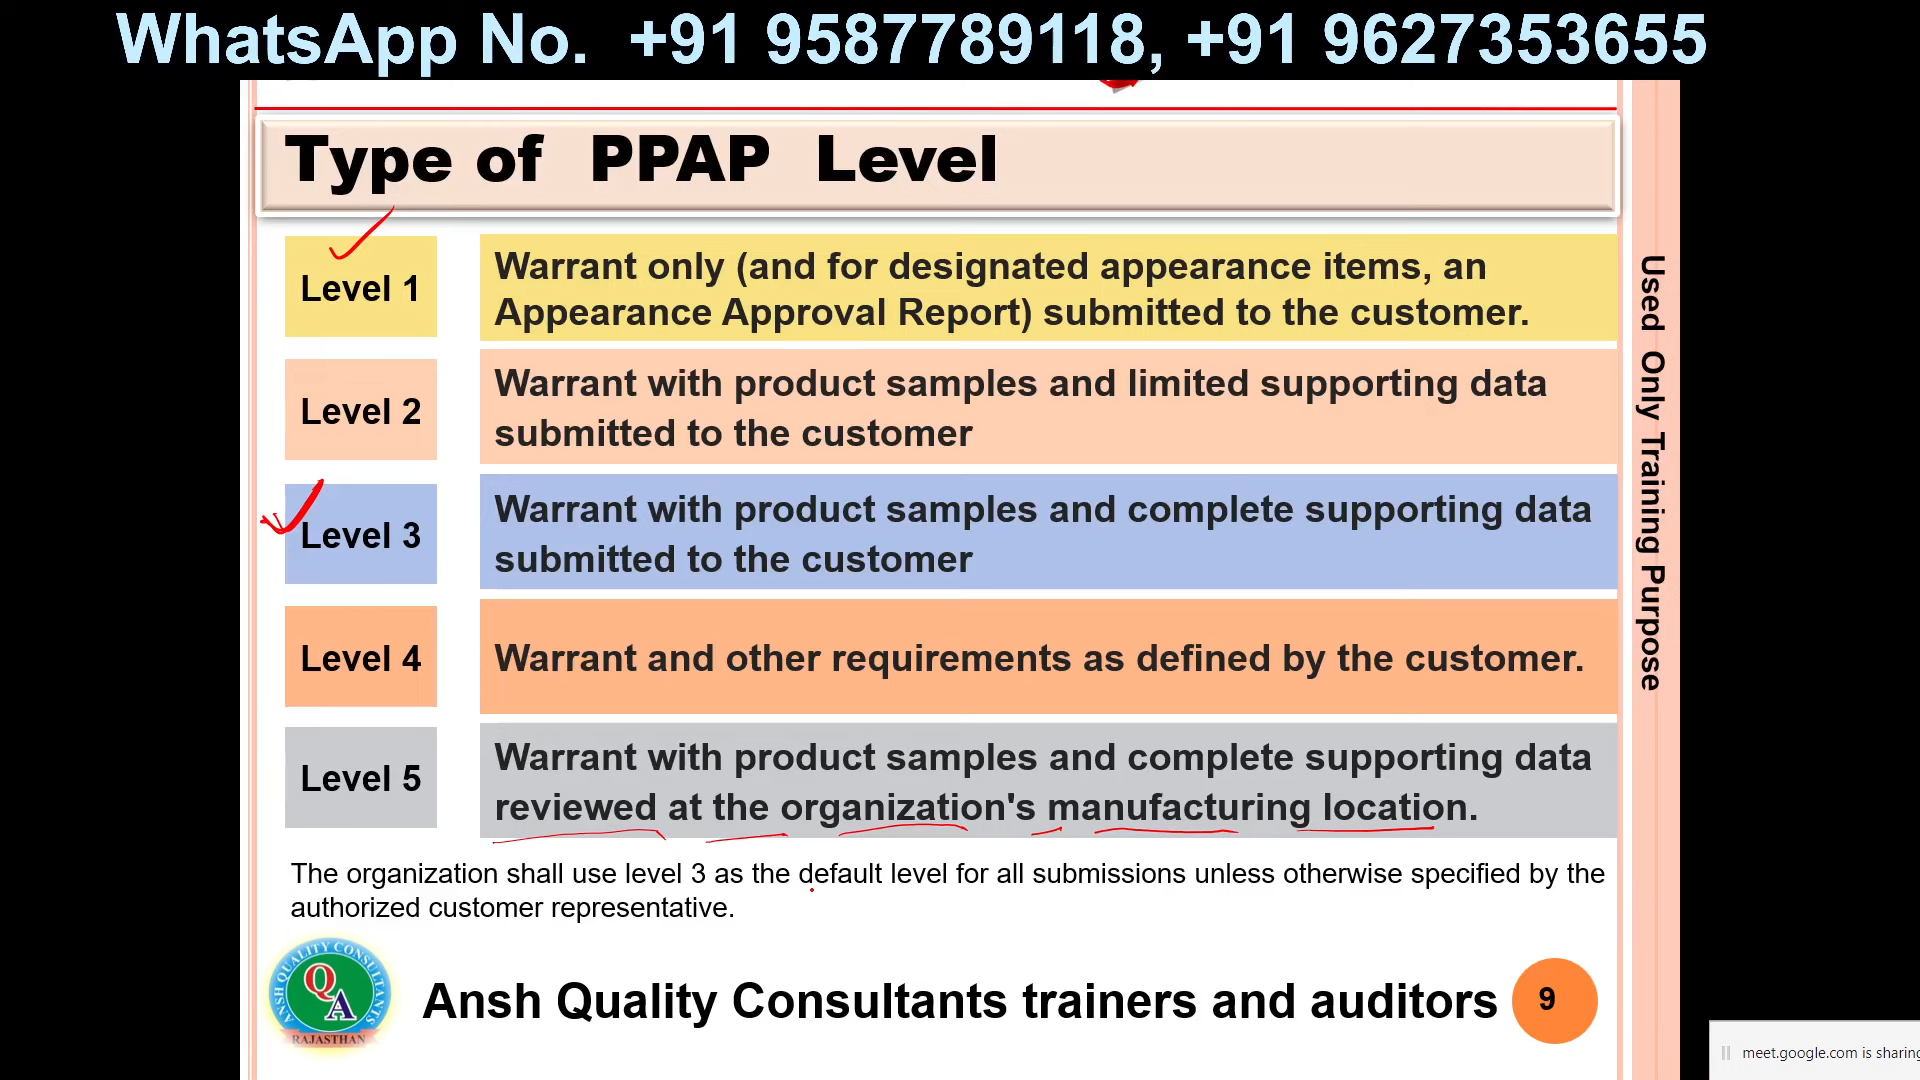 WhatsApp No. +91 9587789118, +91 9627353655
Type of PPAP Level
Level 1
Warrant only (and for designated appearance items, an
Appearance Approval Report) submitted to the customer.
Level 2
Warrant with product samples and limited supporting data
submitted to the customer
Level 3
Warrant with product samples and complete supporting data
submitted to the customer
Level 4
Warrant and other requirements as defined by the customer.
Level 5
Warrant with product samples and complete supporting data
reviewed at the organization's manufacturing location.
The organization shall use level 3 as the default level for all submissions unless otherwise specified by the
authorized customer representative.
Used Only Training Purpose
ANSH QUALITY CONSULTANTS
QA
RAJASTHAN
Ansh Quality Consultants trainers and auditors
9
meet.google.com is sharing